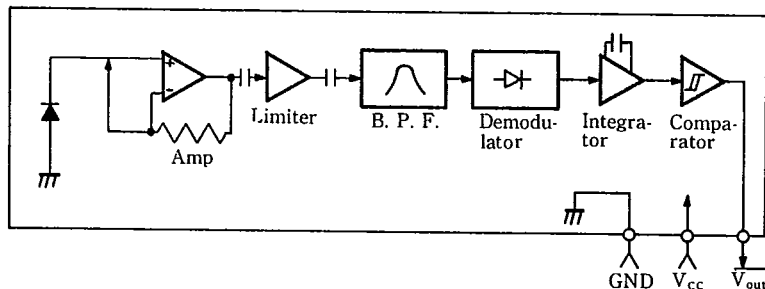 +
-
Amp
Limiter
B. P. F.
Demodu-
lator
Integra-
tor
Compa-
rator
GND
Vcc
Vout